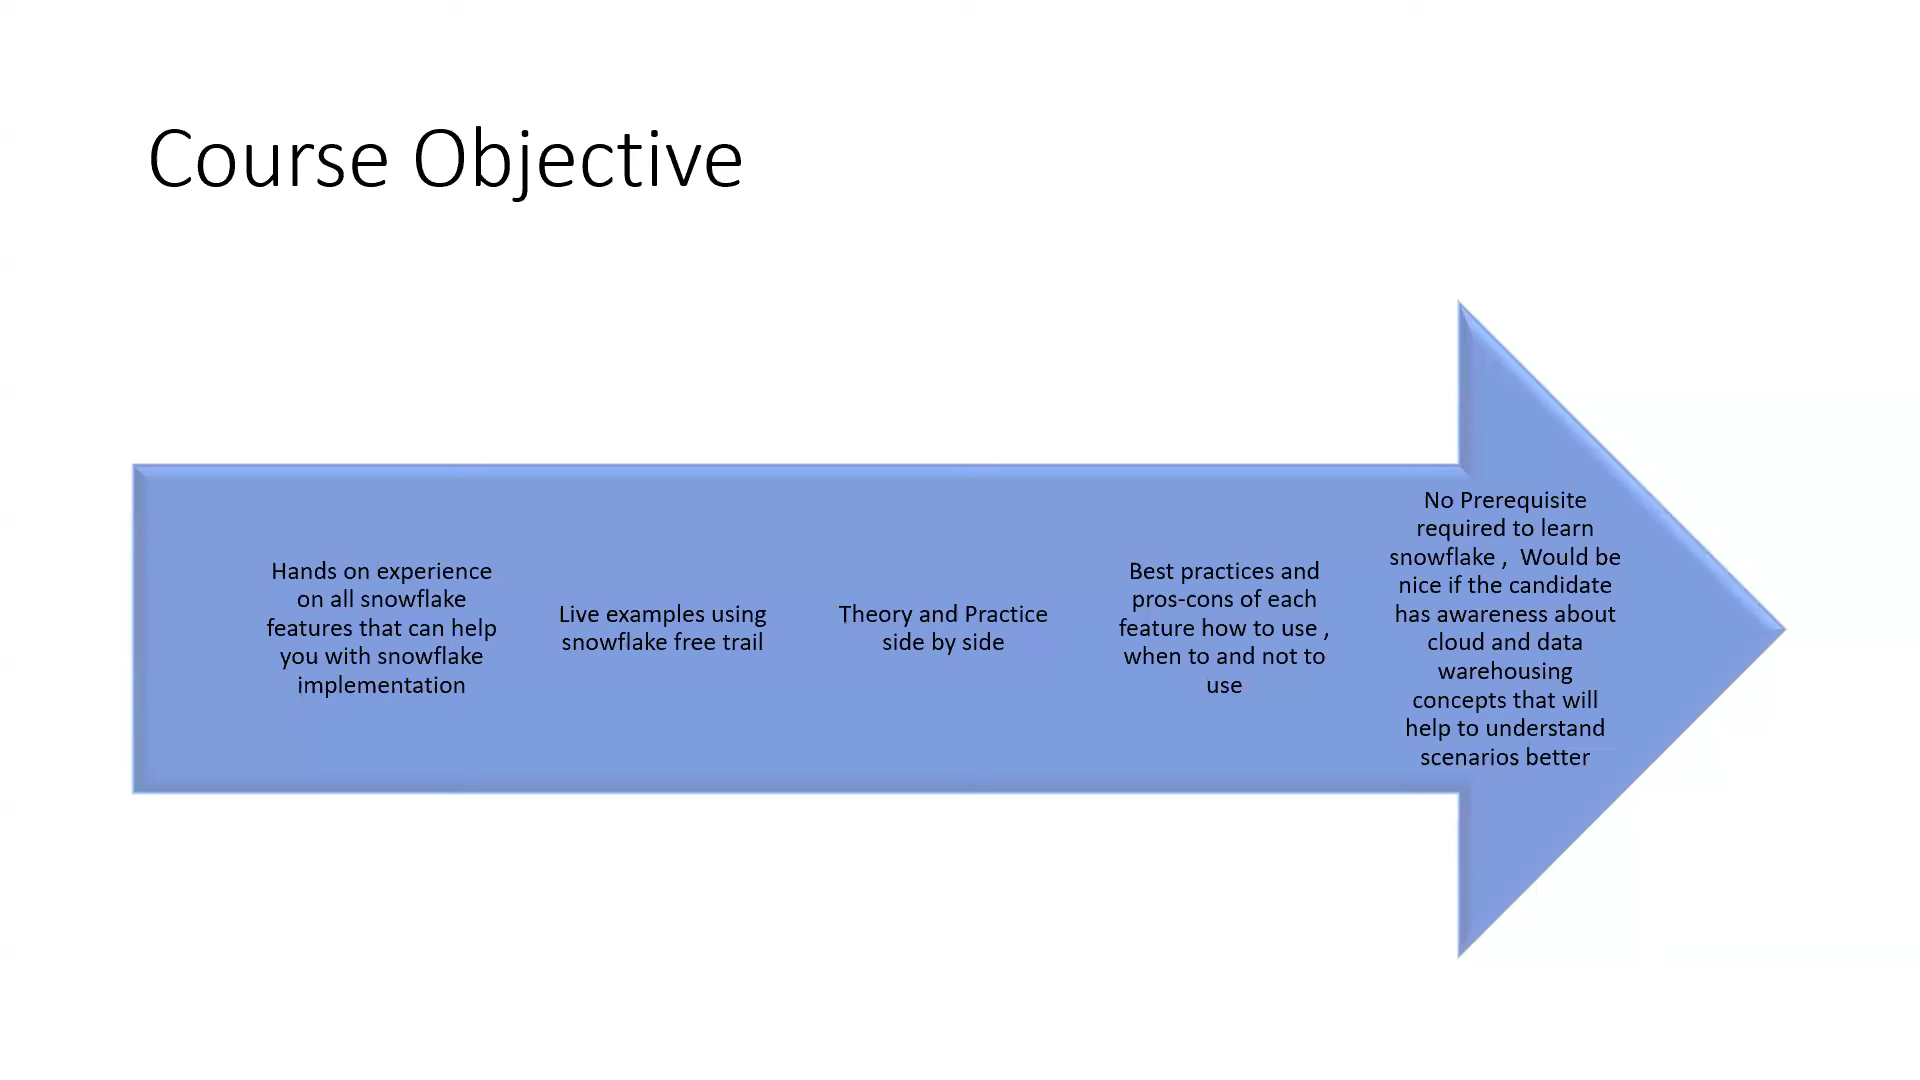 Course Objective
Hands on experience
on all snowflake
features that can help
you with snowflake
implementation
Live examples using
snowflake free trail
Theory and Practice
side by side
Best practices and
pros-cons of each
feature how to use ,
when to and not to
use
No Prerequisite
required to learn
snowflake ,  Would be
nice if the candidate
has awareness about
cloud and data
warehousing
concepts that will
help to understand
scenarios better